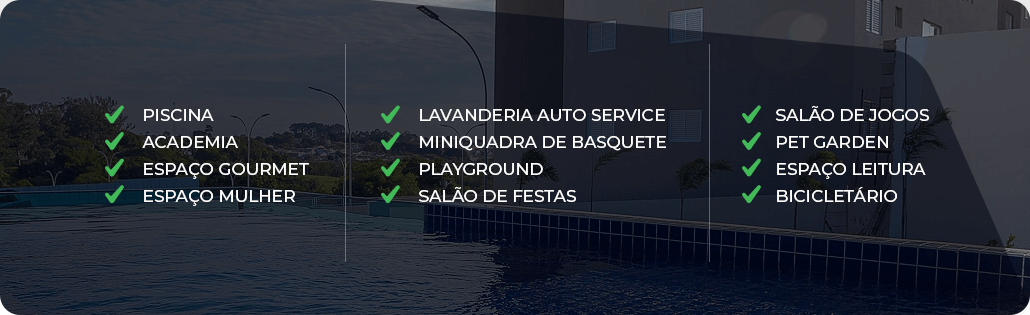 PISCINA
ACADEMIA
ESPAÇO GOURMET
ESPAÇO MULHER
LAVANDERIA AUTO SERVICE
MINIQUADRA DE BASQUETE
PLAYGROUND
SALÃO DE FESTAS
SALÃO DE JOGOS
PET GARDEN
ESPAÇO LEITURA
BICICLETÁRIO